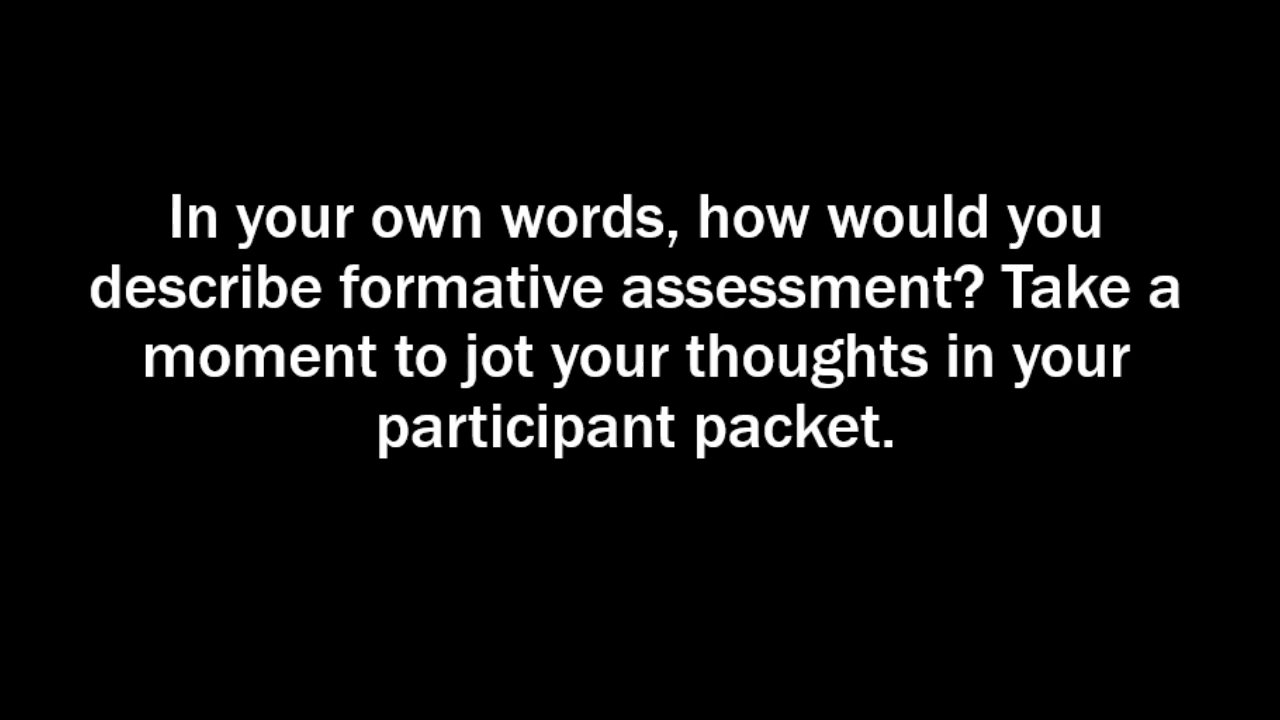 In your own words, how would you
describe formative assessment? Take a
moment to jot your thoughts in your
participant packet.